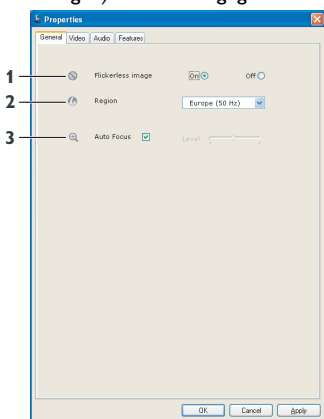 Properties
General Video Audio Features
1 Flickerless image On Off
2 Region Europe (50 Hz)
3 Auto Focus Level
OK Cancel Apply